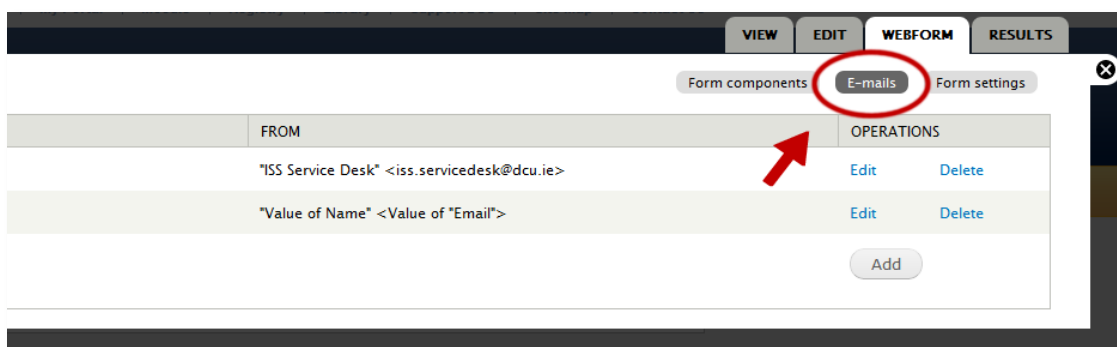 VIEW EDIT WEBFORM RESULTS
Form components E-mails Form settings
FROM OPERATIONS
"ISS Service Desk" <iss.servicedesk@dcu.ie> Edit Delete
"Value of Name" <Value of "Email"> Edit Delete
Add